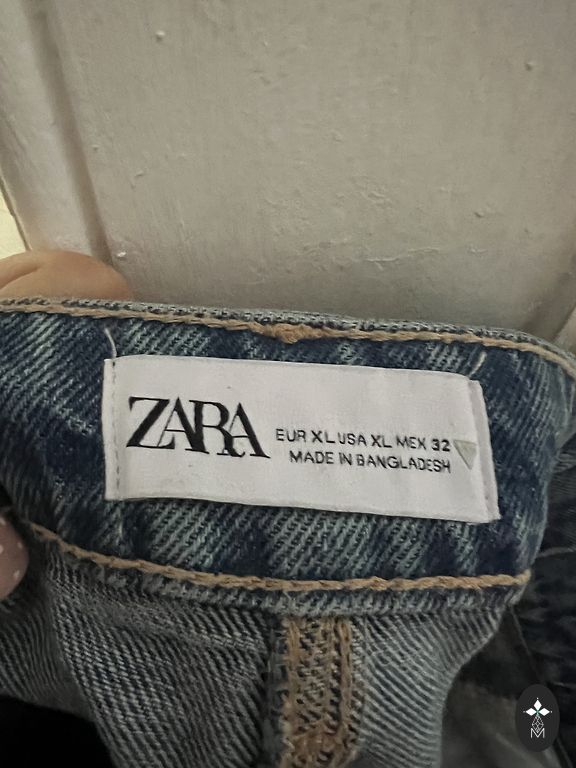 ZARA
EUR XL USA XL MEX 32
MADE IN BANGLADESH